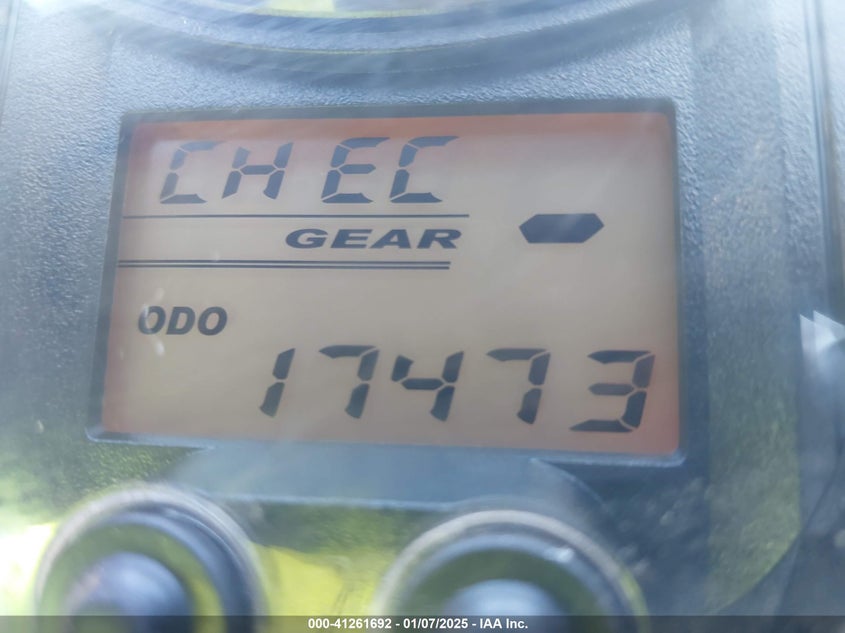 CHEC
GEAR -
ODO
17473
000-41261692 - 01/07/2025 - IAA Inc.